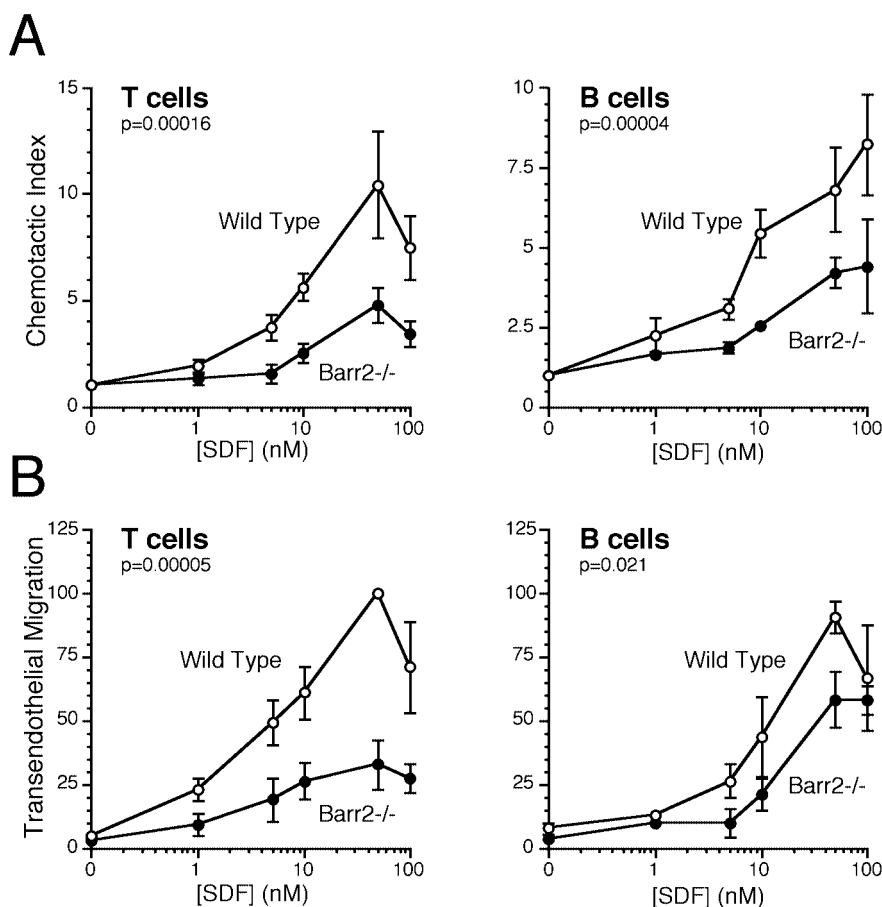 A
T cells
p=0.00016
Chemotactic Index
15
10
5
0
Wild Type
Barr2-/-
0 1 10 100
[SDF] (nM)
B cells
p=0.00004
10
7.5
5
2.5
0
Wild Type
Barr2-/-
0 1 10 100
[SDF] (nM)
B
T cells
p=0.00005
Transendothelial Migration
125
100
75
50
25
0
Wild Type
Barr2-/-
0 1 10 100
[SDF] (nM)
B cells
p=0.021
125
100
75
50
25
0
Wild Type
Barr2-/-
0 1 10 100
[SDF] (nM)